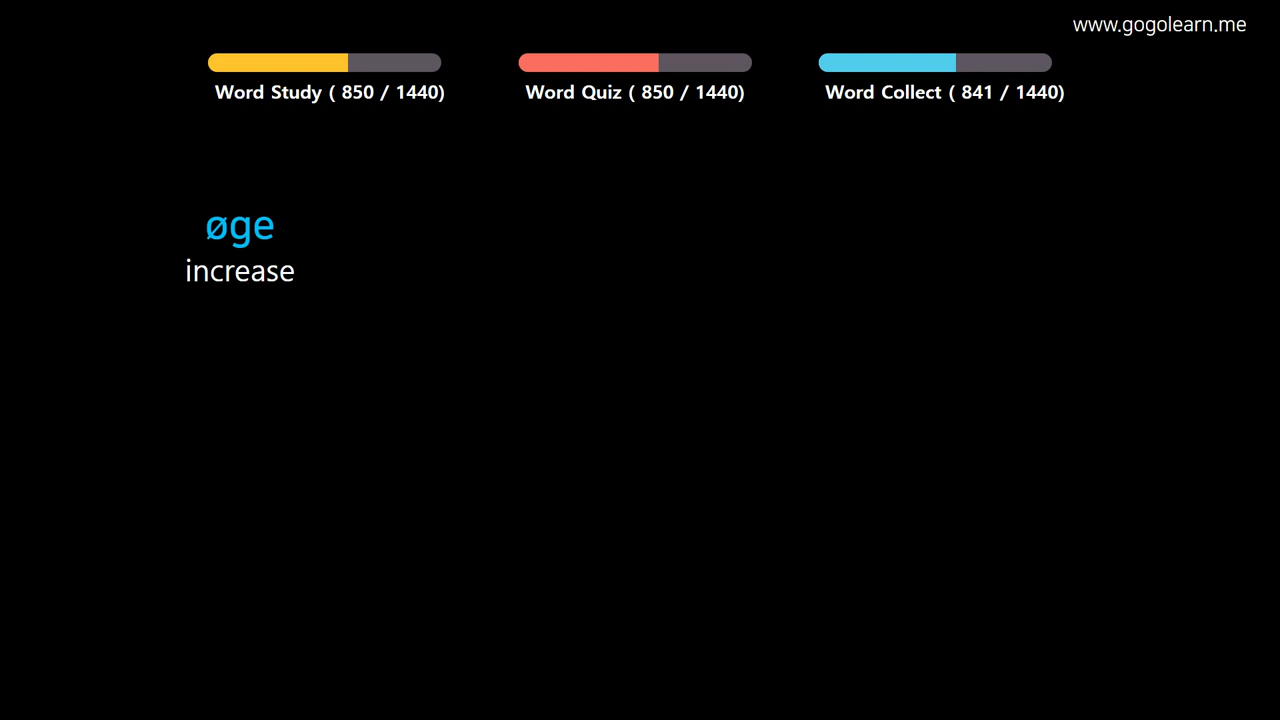 www.gogolearn.me
Word Study ( 850 / 1440)
Word Quiz ( 850 / 1440)
Word Collect ( 841 / 1440)
øge
increase